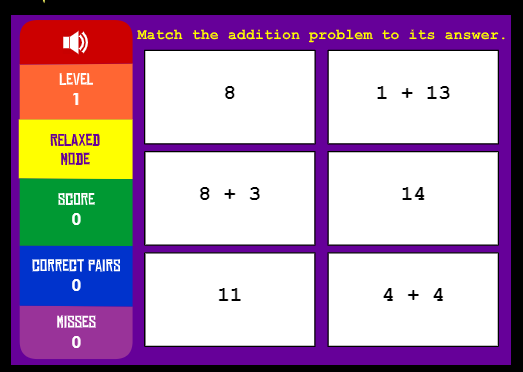 Match the addition problem to its answer.
LEVEL
1
RELAXED
MODE
SCORE
0
CORRECT PAIRS
0
MISSES
0
8
1 + 13
8 + 3
14
11
4 + 4